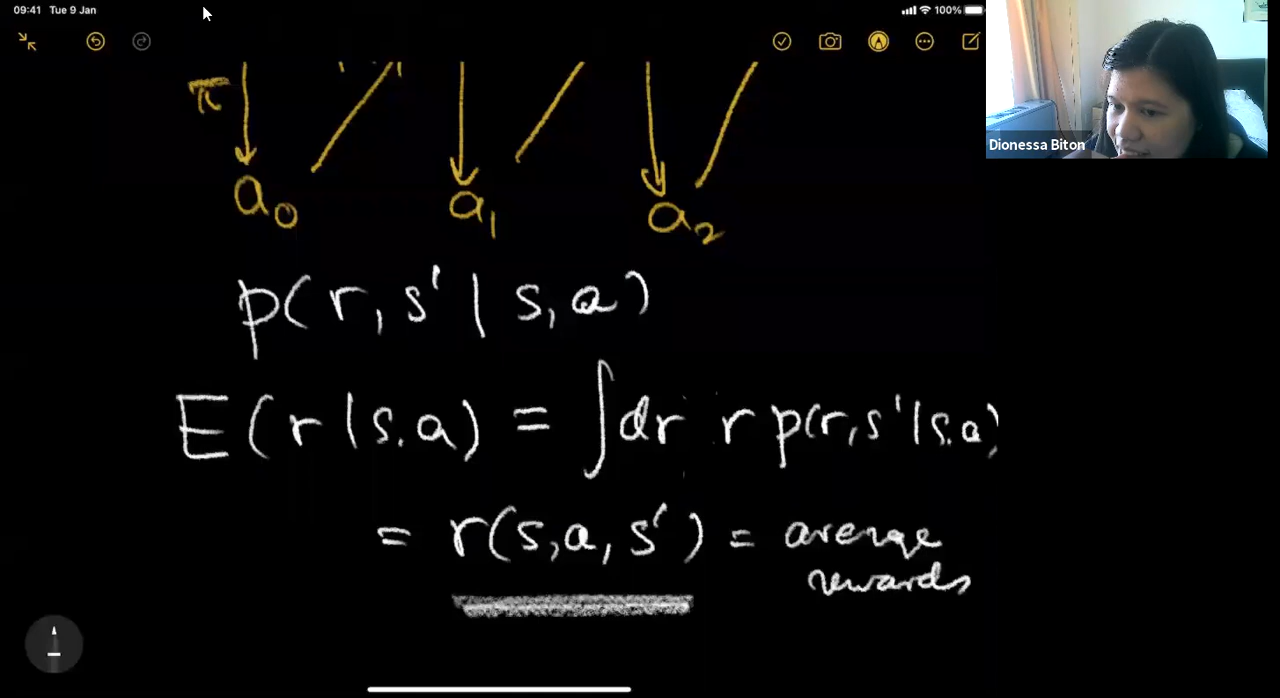 09:41 Tue 9 Jan 100%
π
a₀ a₁ a₂
p(r, s' | s, a)
E(r | s.a) = ∫dr r p(r, s' | s.a)
= r(s, a, s') = average
rewards
Dionessa Biton